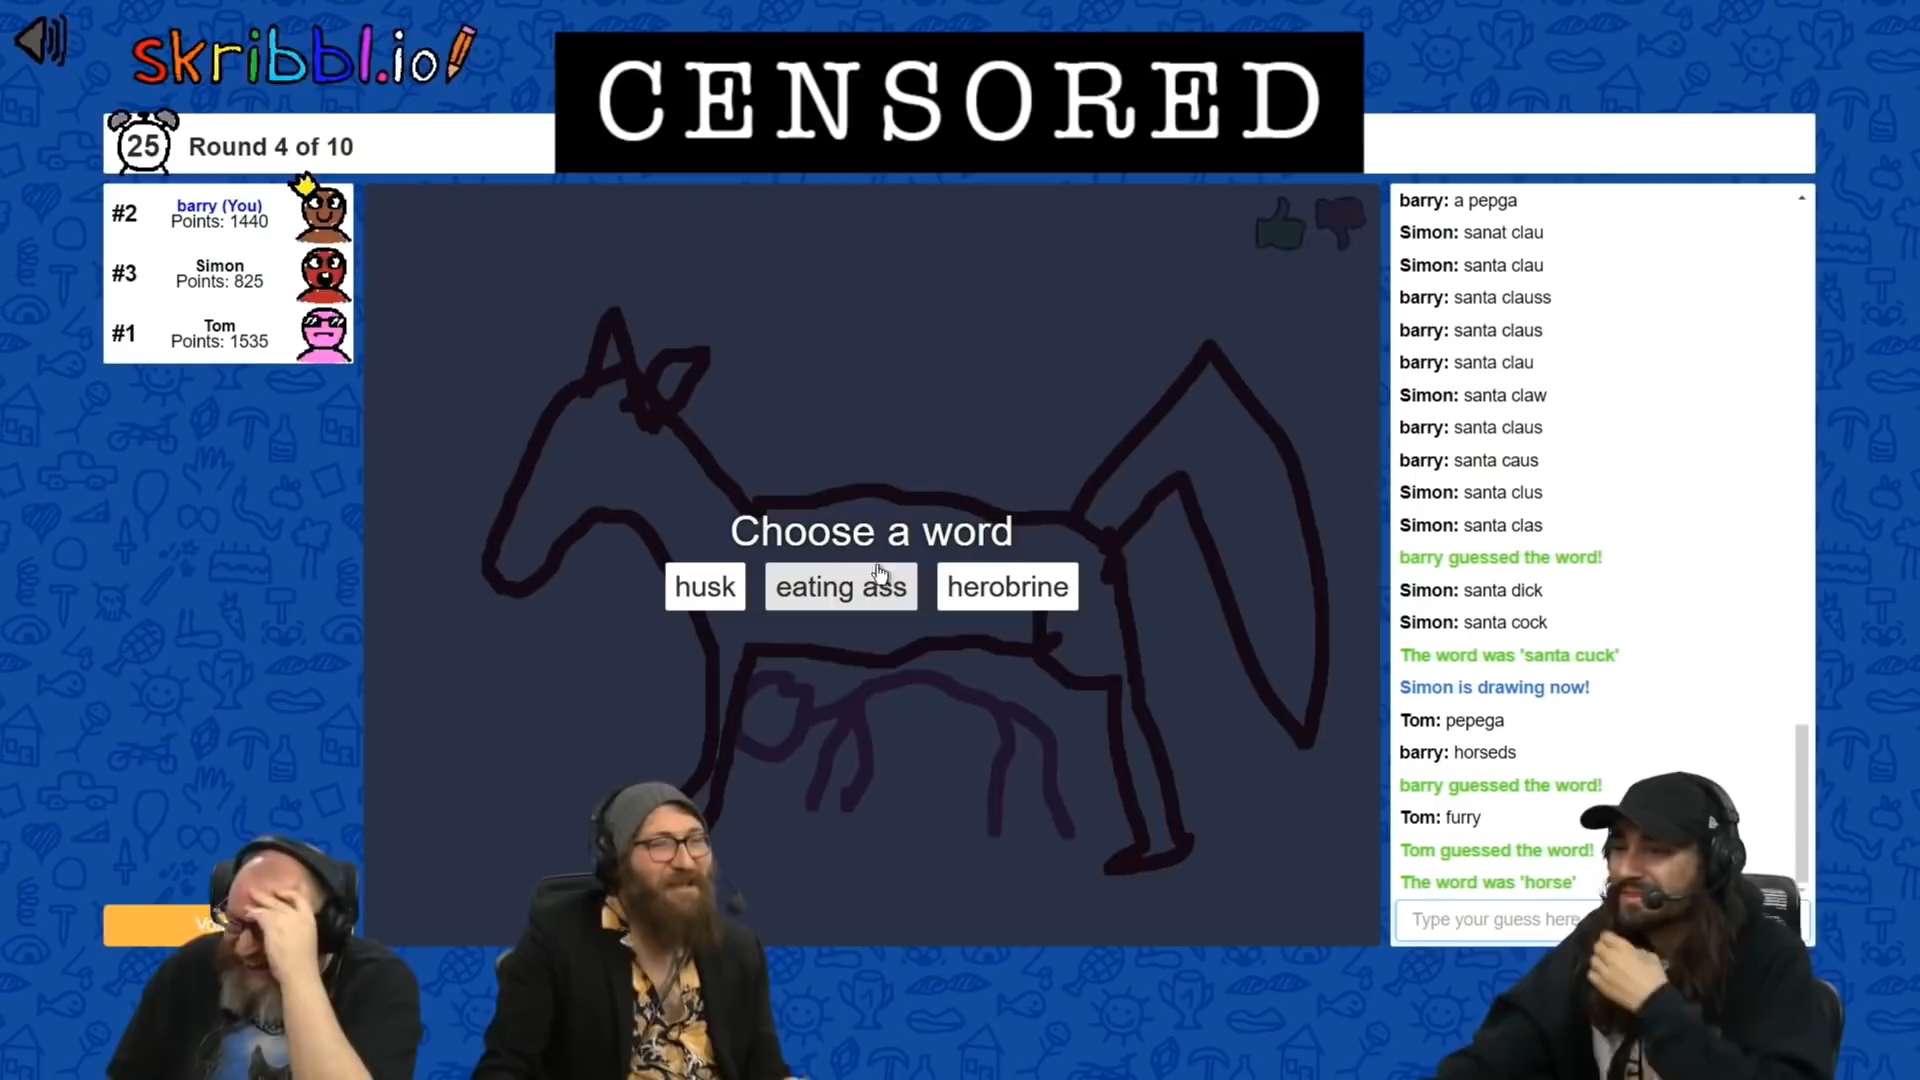 skribbl.io
CENSORED
25
Round 4 of 10
#2
barry (You)
Points: 1440
#3
Simon
Points: 825
#1
Tom
Points: 1535
Choose a word
husk
eating ass
herobrine
barry: a pepga
Simon: sanat clau
Simon: santa clau
barry: santa clauss
barry: santa claus
barry: santa clau
Simon: santa claw
barry: santa claus
barry: santa caus
Simon: santa clus
Simon: santa clas
barry guessed the word!
Simon: santa dick
Simon: santa cock
The word was 'santa cuck'
Simon is drawing now!
Tom: pepega
barry: horseds
barry guessed the word!
Tom: furry
Tom guessed the word!
The word was 'horse'
Type your guess here